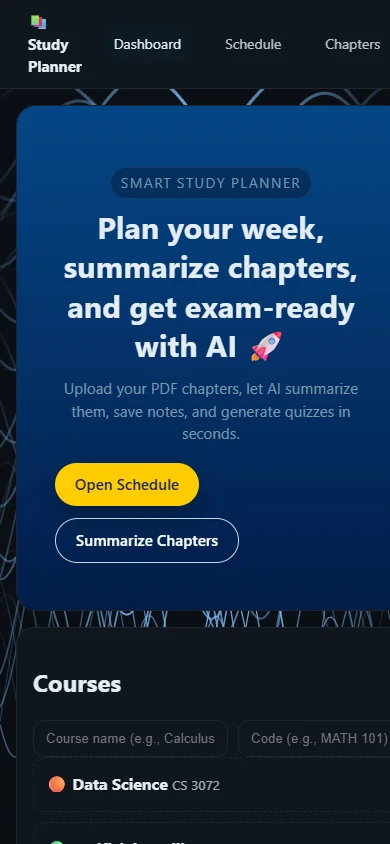 Study
Planner
Dashboard
Schedule
Chapters
SMART STUDY PLANNER
Plan your week,
summarize chapters,
and get exam-ready
with AI 🚀
Upload your PDF chapters, let AI summarize
them, save notes, and generate quizzes in
seconds.
Open Schedule
Summarize Chapters
Courses
Course name (e.g., Calculus
Code (e.g., MATH 101)
Data Science CS 3072